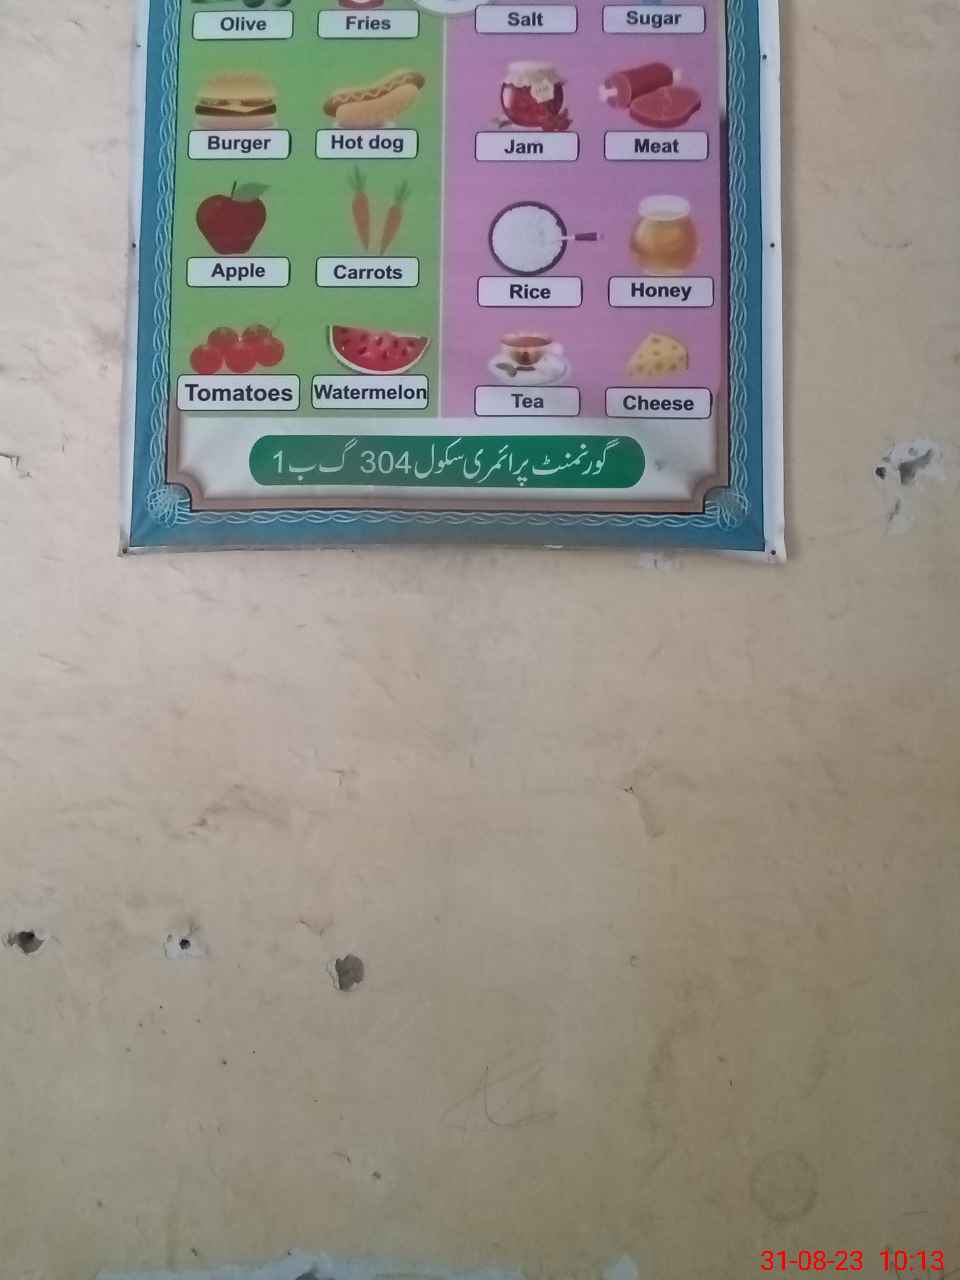 Olive Fries Salt Sugar
Burger Hot dog Jam Meat
Apple Carrots Rice Honey
Tomatoes Watermelon Tea Cheese
گورنمنٹ پرائمری سکول 304 گ ب 1
31-08-23 10:13